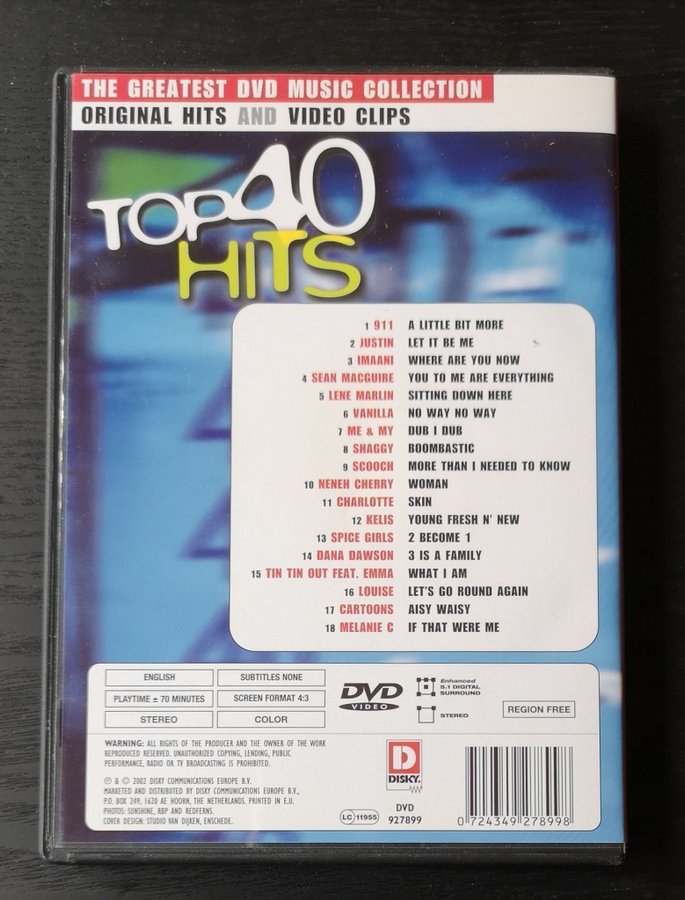 THE GREATEST DVD MUSIC COLLECTION
ORIGINAL HITS AND VIDEO CLIPS
TOP 40
HITS
1 911 A LITTLE BIT MORE
2 JUSTIN LET IT BE ME
3 IMAANI WHERE ARE YOU NOW
4 SEAN MACGUIRE YOU TO ME ARE EVERYTHING
5 LENE MARLIN SITTING DOWN HERE
6 VANILLA NO WAY NO WAY
7 ME & MY DUB I DUB
8 SHAGGY BOOMBASTIC
9 SCOOCH MORE THAN I NEEDED TO KNOW
10 NENEH CHERRY WOMAN
11 CHARLOTTE SKIN
12 KELIS YOUNG FRESH N' NEW
13 SPICE GIRLS 2 BECOME 1
14 DANA DAWSON 3 IS A FAMILY
15 TIN TIN OUT FEAT. EMMA WHAT I AM
16 LOUISE LET'S GO ROUND AGAIN
17 CARTOONS AISY WAISY
18 MELANIE C IF THAT WERE ME
ENGLISH SUBTITLES NONE
PLAYTIME ± 70 MINUTES SCREEN FORMAT 4:3
STEREO COLOR
DVD
VIDEO
Enhanced
5.1 DIGITAL
SURROUND
STEREO
REGION FREE
WARNING: ALL RIGHTS OF THE PRODUCER AND THE OWNER OF THE WORK
REPRODUCED RESERVED. UNAUTHORIZED COPYING, LENDING, PUBLIC
PERFORMANCE, RADIO OR TV BROADCASTING IS PROHIBITED.
℗ & © 2002 DISKY COMMUNICATIONS EUROPE B.V.
MARKETED AND DISTRIBUTED BY DISKY COMMUNICATIONS EUROPE B.V.,
P.O. BOX 249, 1620 AE HOORN, THE NETHERLANDS. PRINTED IN E.U.
PHOTOS: SUNSHINE, RBP AND REDFERNS.
COVER DESIGN: STUDIO VAN DIJKEN, ENSCHEDE.
D
DISKY.
LC 11955
DVD
927899
0 724349 278998